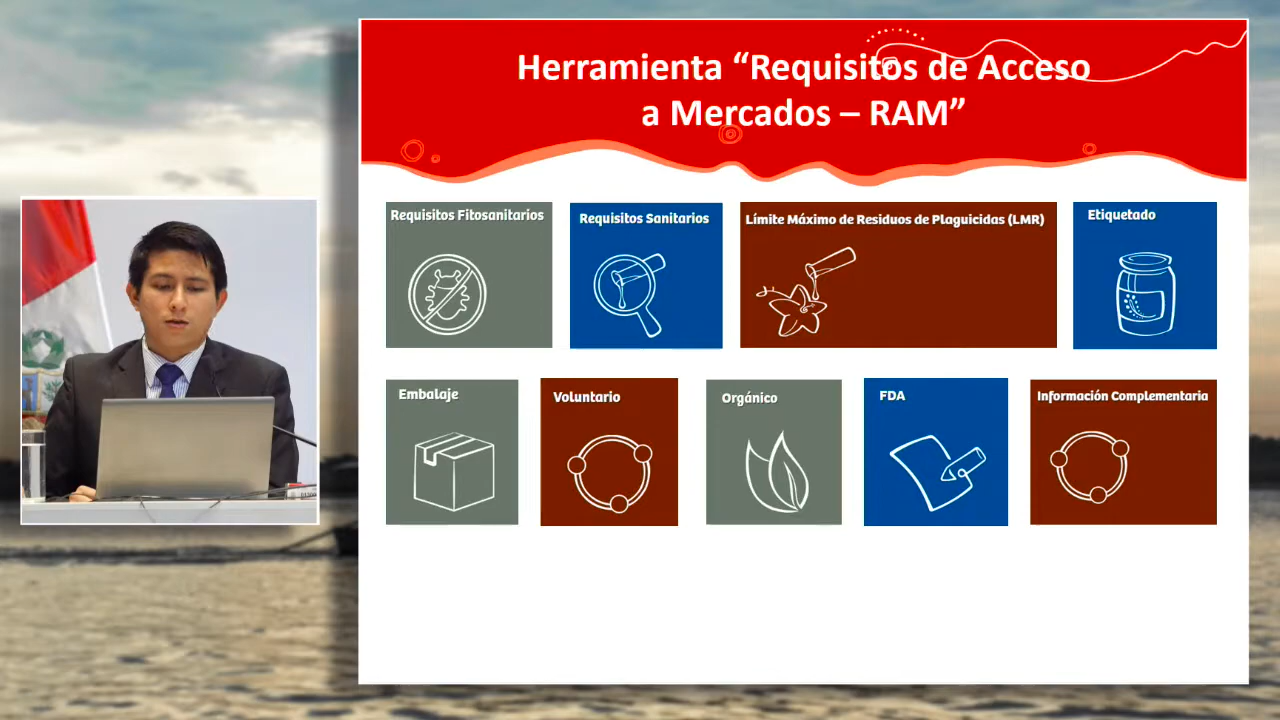 Herramienta “Requisitos de Acceso
a Mercados – RAM”
Requisitos Fitosanitarios
Requisitos Sanitarios
Límite Máximo de Residuos de Plaguicidas (LMR)
Etiquetado
Embalaje
Voluntario
Orgánico
FDA
Información Complementaria